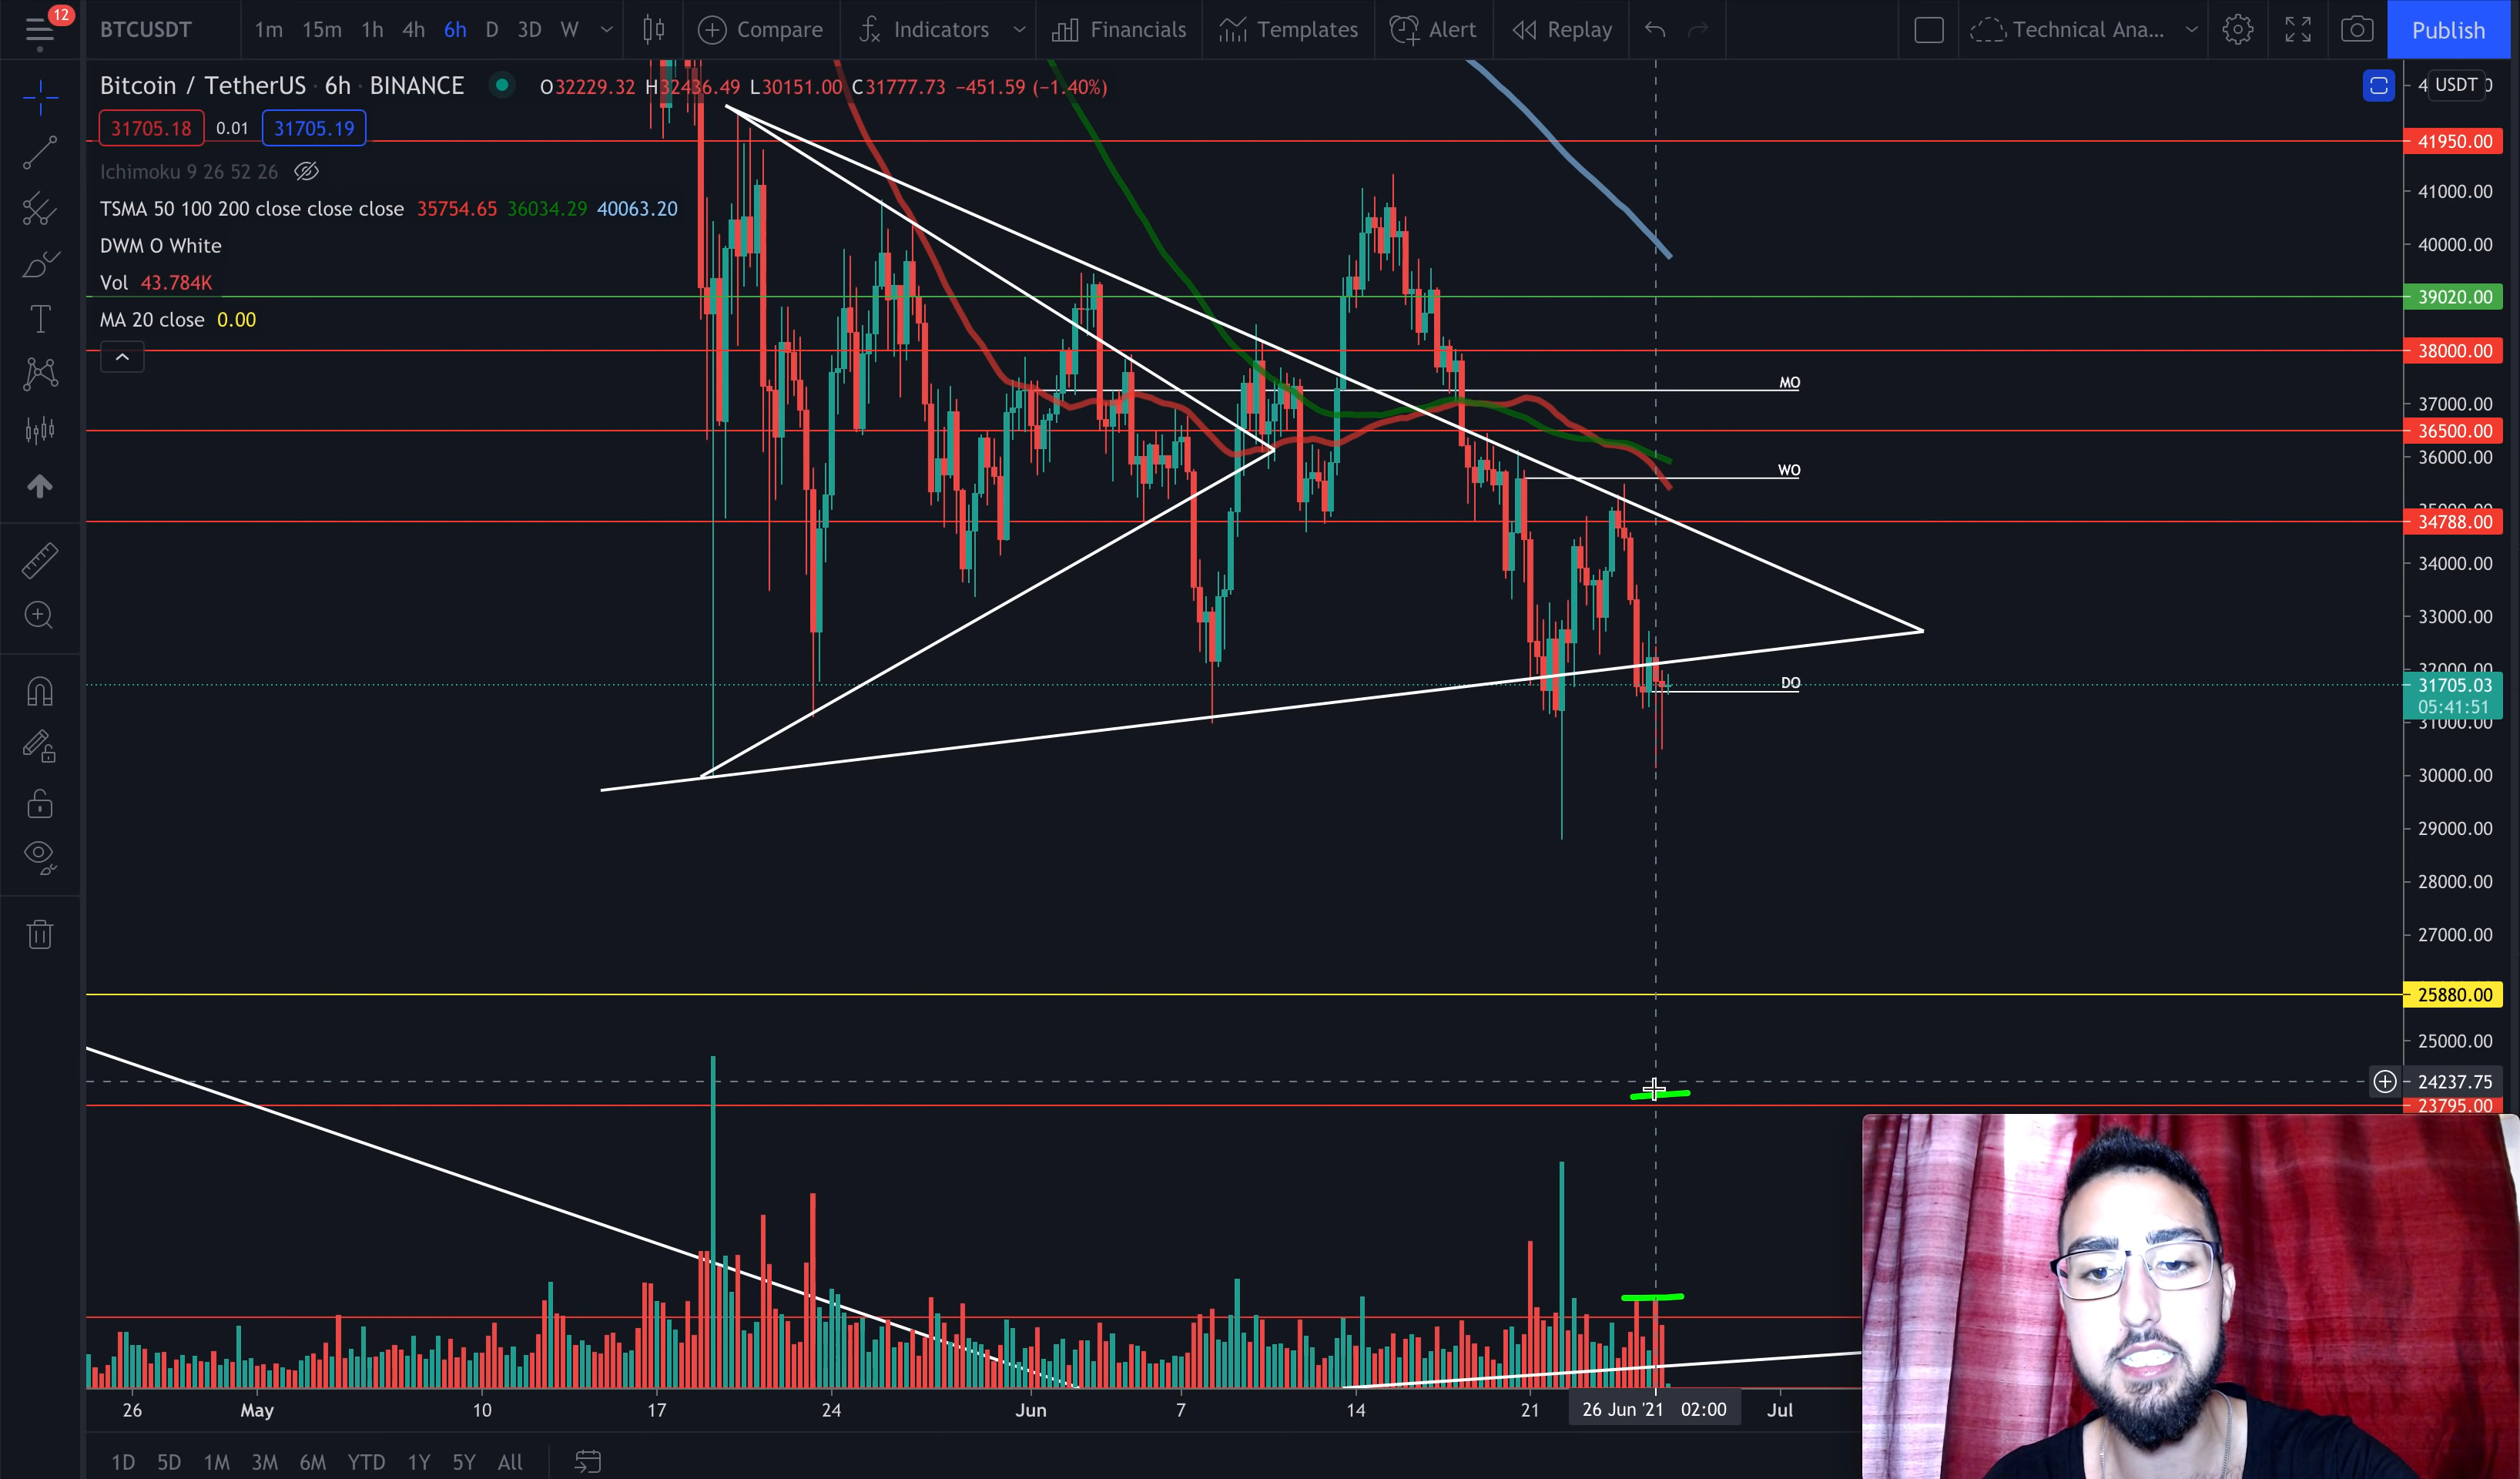 12
BTCUSDT 1m 15m 1h 4h 6h D 3D W Compare Indicators Financials Templates Alert Replay Technical Ana... Publish
Bitcoin / TetherUS · 6h · BINANCE O32229.32 H32436.49 L30151.00 C31777.73 −451.59 (−1.40%)
USDT
31705.18 0.01 31705.19
Ichimoku 9 26 52 26
TSMA 50 100 200 close close close 35754.65 36034.29 40063.20
DWM O White
Vol 43.784K
MA 20 close 0.00
41950.00
41000.00
40000.00
39020.00
38000.00
MO
37000.00
36500.00
36000.00
WO
35000.00
34788.00
34000.00
33000.00
32000.00
DO
31705.03
05:41:51
31000.00
30000.00
29000.00
28000.00
27000.00
25880.00
25000.00
24237.75
23795.00
26 May 10 17 24 Jun 7 14 21 26 Jun '21 02:00 Jul
1D 5D 1M 3M 6M YTD 1Y 5Y All